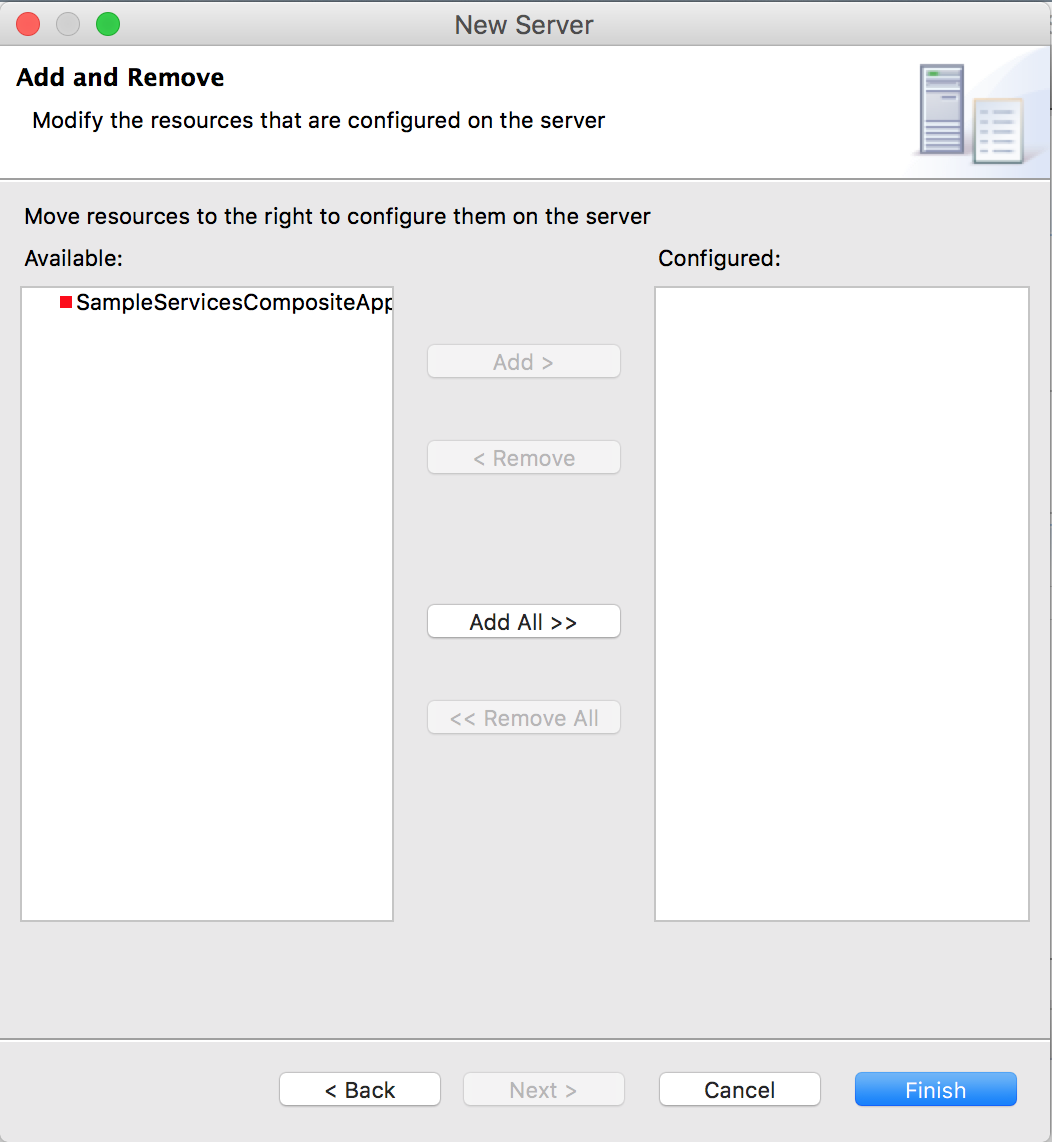 New Server
Add and Remove
Modify the resources that are configured on the server
Move resources to the right to configure them on the server
Available:
Configured:
SampleServicesCompositeApp
Add >
< Remove
Add All >>
<< Remove All
< Back
Next >
Cancel
Finish